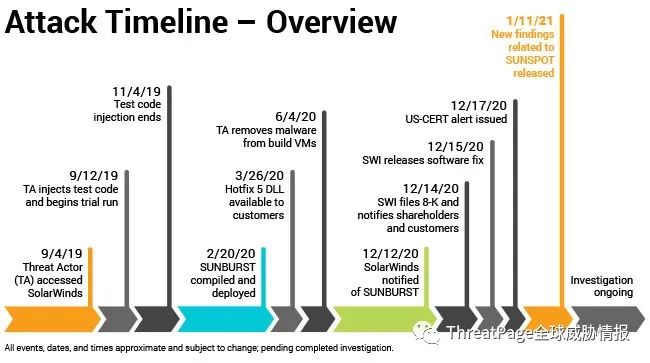 Attack Timeline – Overview
9/4/19
Threat Actor
(TA) accessed
SolarWinds
9/12/19
TA injects test code
and begins trial run
11/4/19
Test code
injection ends
2/20/20
SUNBURST
compiled and
deployed
3/26/20
Hotfix 5 DLL
available to
customers
6/4/20
TA removes malware
from build VMs
12/12/20
SolarWinds
notified
of SUNBURST
12/14/20
SWI files 8-K and
notifies shareholders
and customers
12/15/20
SWI releases software fix
12/17/20
US-CERT alert issued
1/11/21
New findings
related to
SUNSPOT
released
Investigation
ongoing
All events, dates, and times approximate and subject to change; pending completed investigation.
ThreatPage全球威胁情报